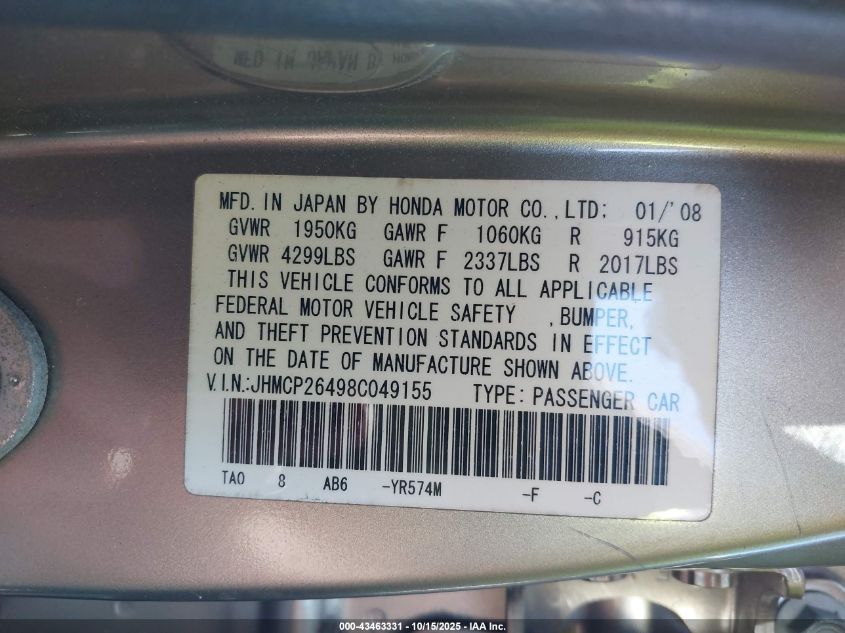 MFD. IN JAPAN BY HONDA MOTOR CO.,LTD; 01/'08
GVWR 1950KG GAWR F 1060KG R 915KG
GVWR 4299LBS GAWR F 2337LBS R 2017LBS
THIS VEHICLE CONFORMS TO ALL APPLICABLE
FEDERAL MOTOR VEHICLE SAFETY ,BUMPER,
AND THEFT PREVENTION STANDARDS IN EFFECT
ON THE DATE OF MANUFACTURE SHOWN ABOVE.
V.I.N.:JHMCP26498C049155 TYPE: PASSENGER CAR
TA0 8 AB6 -YR574M -F -C
000-43463331 - 10/15/2025 - IAA Inc.